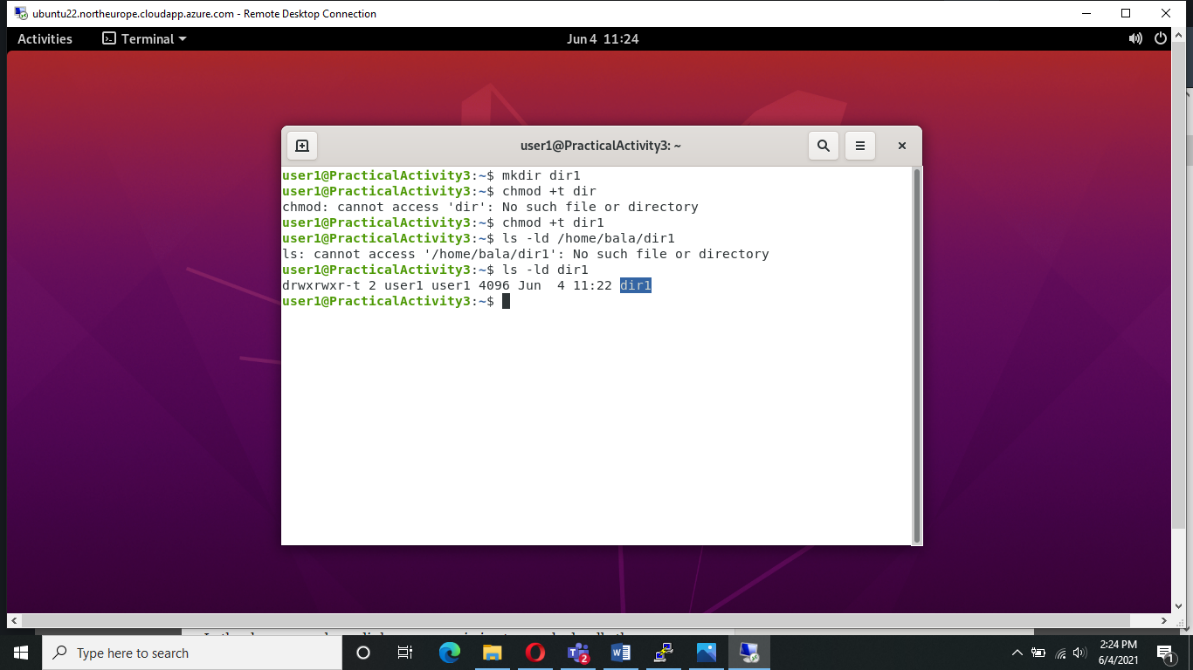 ubuntu22.northeurope.cloudapp.azure.com - Remote Desktop Connection
Activities Terminal Jun 4 11:24
user1@PracticalActivity3: ~
user1@PracticalActivity3:~$ mkdir dir1
user1@PracticalActivity3:~$ chmod +t dir
chmod: cannot access 'dir': No such file or directory
user1@PracticalActivity3:~$ chmod +t dir1
user1@PracticalActivity3:~$ ls -ld /home/bala/dir1
ls: cannot access '/home/bala/dir1': No such file or directory
user1@PracticalActivity3:~$ ls -ld dir1
drwxrwxr-t 2 user1 user1 4096 Jun  4 11:22 dir1
user1@PracticalActivity3:~$
Type here to search
2
2:24 PM
6/4/2021
1